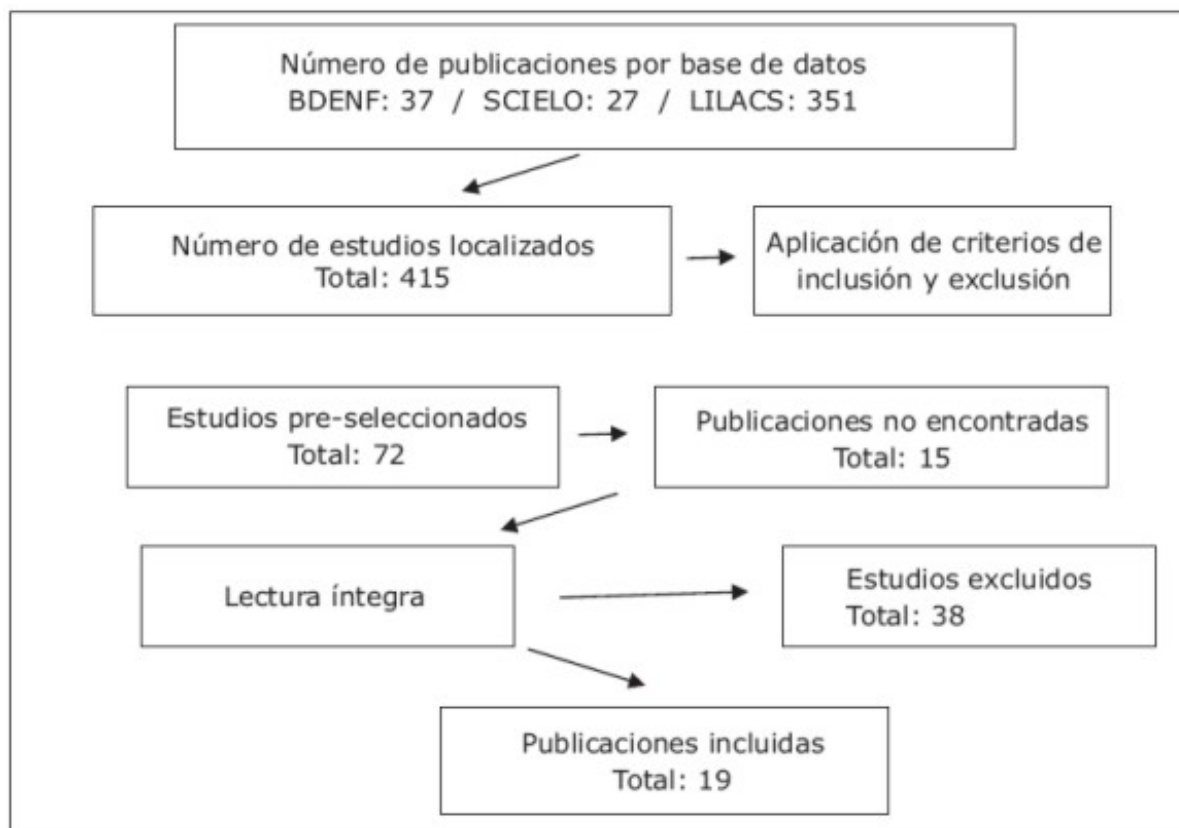 Número de publicaciones por base de datos
BDENF: 37 / SCIELO: 27 / LILACS: 351
Número de estudios localizados
Total: 415
Aplicación de criterios de
inclusión y exclusión
Estudios pre-seleccionados
Total: 72
Publicaciones no encontradas
Total: 15
Lectura íntegra
Estudios excluidos
Total: 38
Publicaciones incluidas
Total: 19